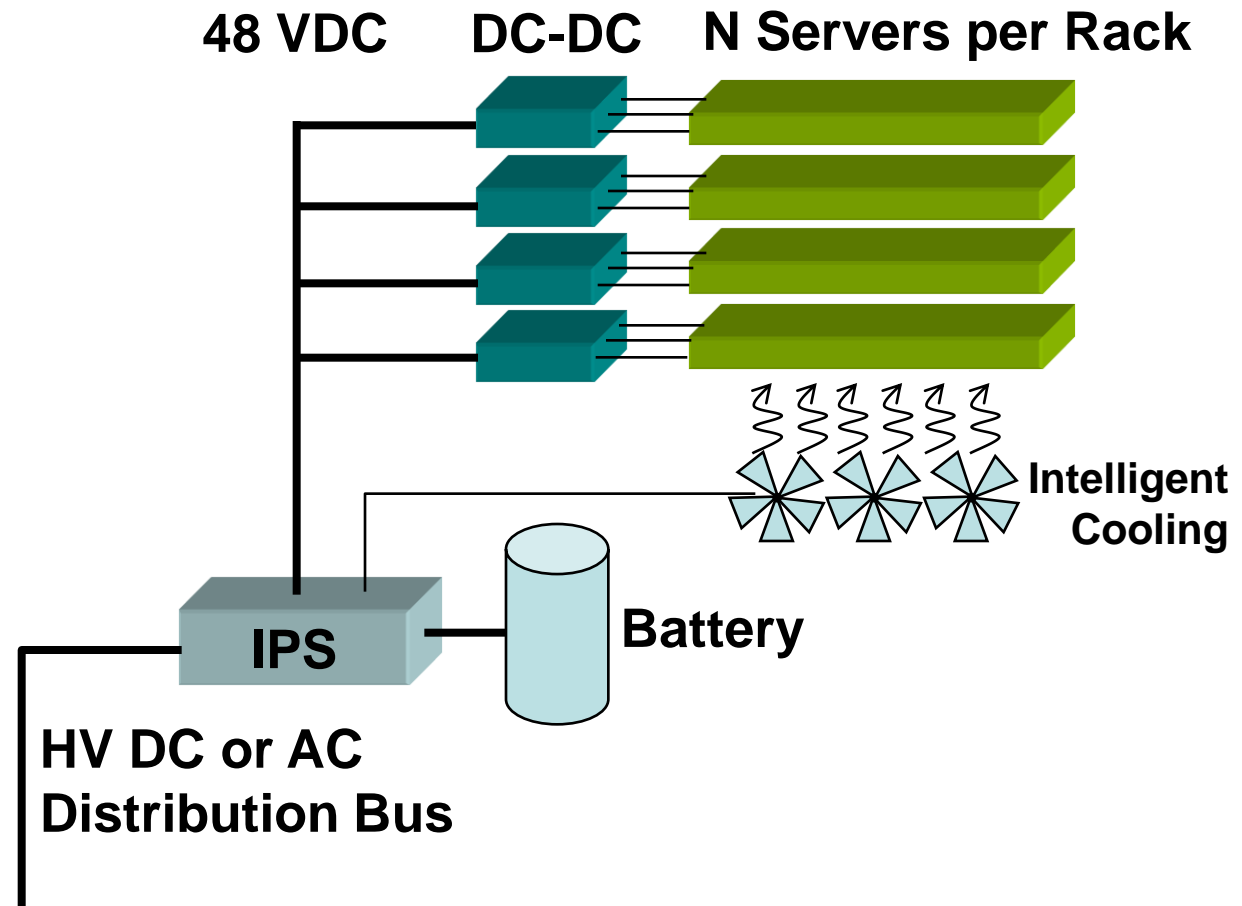 48 VDC
DC-DC
N Servers per Rack
Intelligent
Cooling
Battery
IPS
HV DC or AC
Distribution Bus